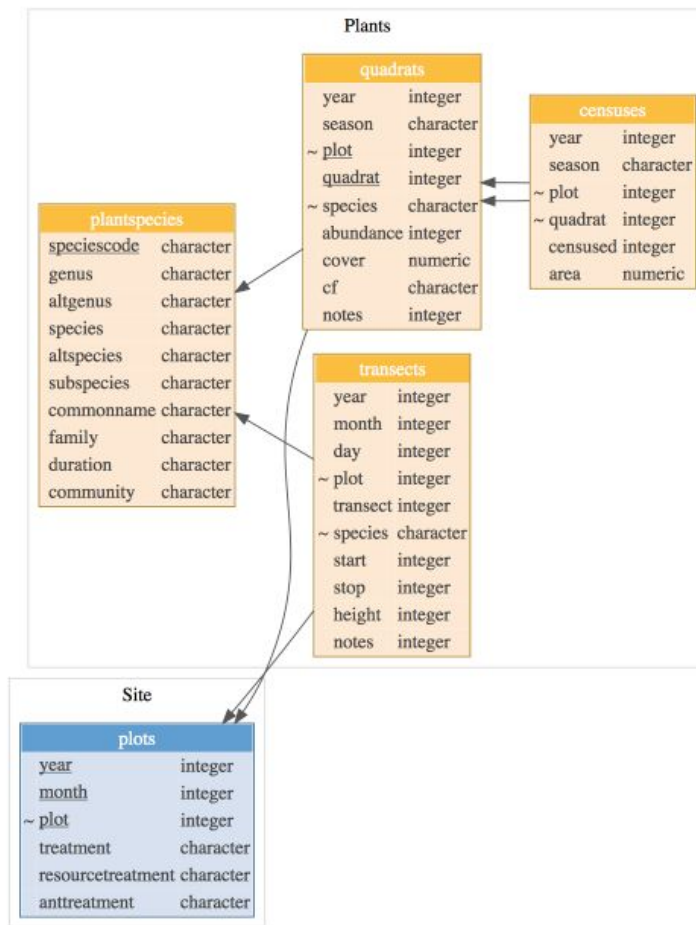 Plants
quadrats
year integer
season character
~ plot integer
quadrat integer
~ species character
abundance integer
cover numeric
cf character
notes integer
censuses
year integer
season character
~ plot integer
~ quadrat integer
censused integer
area numeric
plantspecies
speciescode character
genus character
altgenus character
species character
altspecies character
subspecies character
commonname character
family character
duration character
community character
transects
year integer
month integer
day integer
~ plot integer
transect integer
~ species character
start integer
stop integer
height integer
notes integer
Site
plots
year integer
month integer
~ plot integer
treatment character
resourcetreatment character
anttreatment character